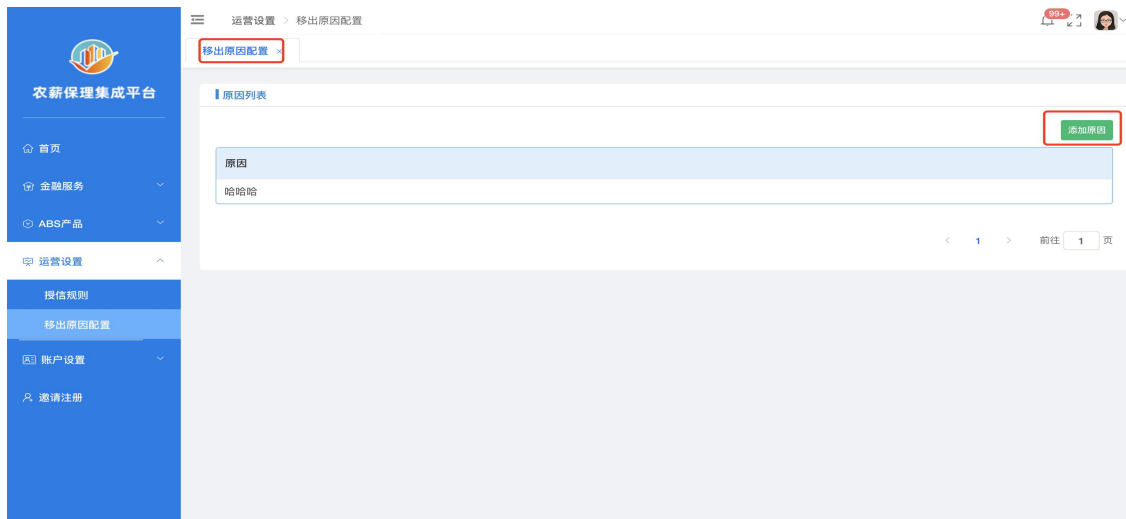 运营设置 > 移出原因配置
99+
移出原因配置 ×
农薪保理集成平台
原因列表
添加原因
首页
原因
金融服务
哈哈哈
ABS产品
< 1 > 前往 1 页
运营设置
授信规则
移出原因配置
账户设置
邀请注册